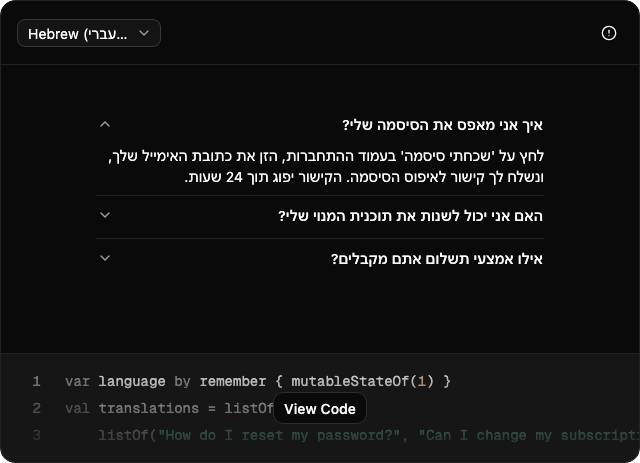 Hebrew (עברי...
איך אני מאפס את הסיסמה שלי?
לחץ על 'שכחתי סיסמה' בעמוד ההתחברות, הזן את כתובת האימייל שלך,
ונשלח לך קישור לאיפוס הסיסמה. הקישור יפוג תוך 24 שעות.
האם אני יכול לשנות את תוכנית המנוי שלי?
אילו אמצעי תשלום אתם מקבלים?
1 var language by remember { mutableStateOf(1) }
2 val translations = listOf
View Code
3 listOf("How do I reset my password?", "Can I change my subscripti